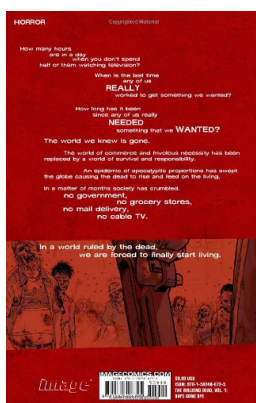 HORROR
Copyrighted Material
How many hours
are in a day
when you don't spend
half of them watching television?
When is the last time
any of us
REALLY
worked to get something we wanted?
How long has it been
since any of us really
NEEDED
something that we WANTED?
The world we knew is gone.
The world of commerce and frivolous necessity has been
replaced by a world of survival and responsibility.
An epidemic of apocalyptic proportions has swept
the globe causing the dead to rise and feed on the living.
In a matter of months society has crumbled.
no government,
no grocery stores,
no mail delivery,
no cable TV.
In a world ruled by the dead,
we are forced to finally start living.
image
IMAGECOMICS.COM
THE WALKING DEAD, VOL. 1:
DAYS GONE BYE